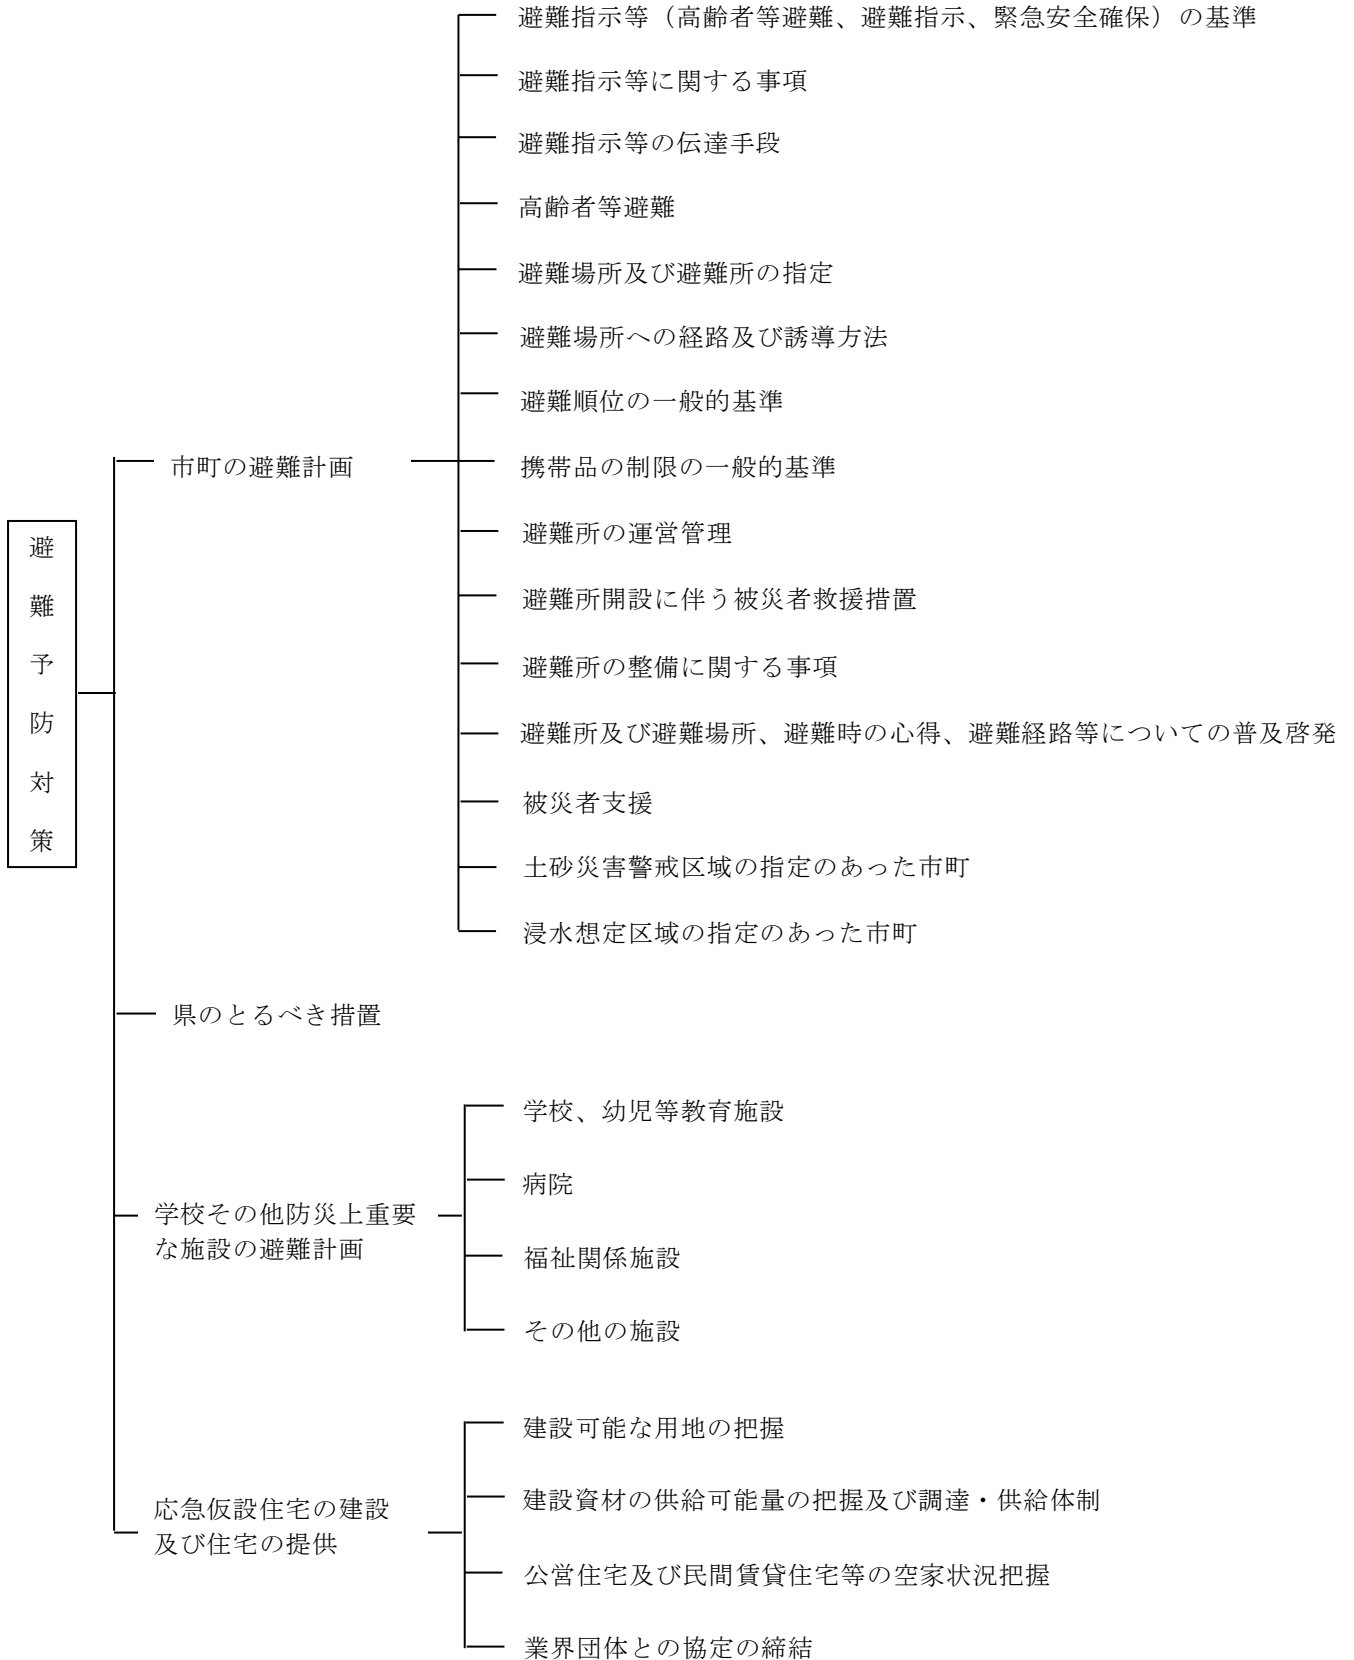 避難予防対策
市町の避難計画
避難指示等（高齢者等避難、避難指示、緊急安全確保）の基準
避難指示等に関する事項
避難指示等の伝達手段
高齢者等避難
避難場所及び避難所の指定
避難場所への経路及び誘導方法
避難順位の一般的基準
携帯品の制限の一般的基準
避難所の運営管理
避難所開設に伴う被災者救援措置
避難所の整備に関する事項
避難所及び避難場所、避難時の心得、避難経路等についての普及啓発
被災者支援
土砂災害警戒区域の指定のあった市町
浸水想定区域の指定のあった市町
県のとるべき措置
学校その他防災上重要
な施設の避難計画
学校、幼児等教育施設
病院
福祉関係施設
その他の施設
応急仮設住宅の建設
及び住宅の提供
建設可能な用地の把握
建設資材の供給可能量の把握及び調達・供給体制
公営住宅及び民間賃貸住宅等の空家状況把握
業界団体との協定の締結